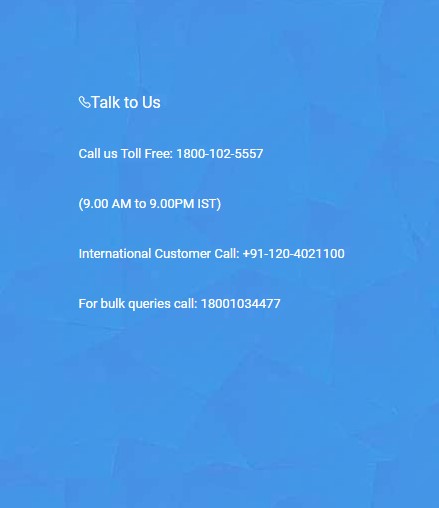 Talk to Us
Call us Toll Free: 1800-102-5557
(9.00 AM to 9.00PM IST)
International Customer Call: +91-120-4021100
For bulk queries call: 18001034477